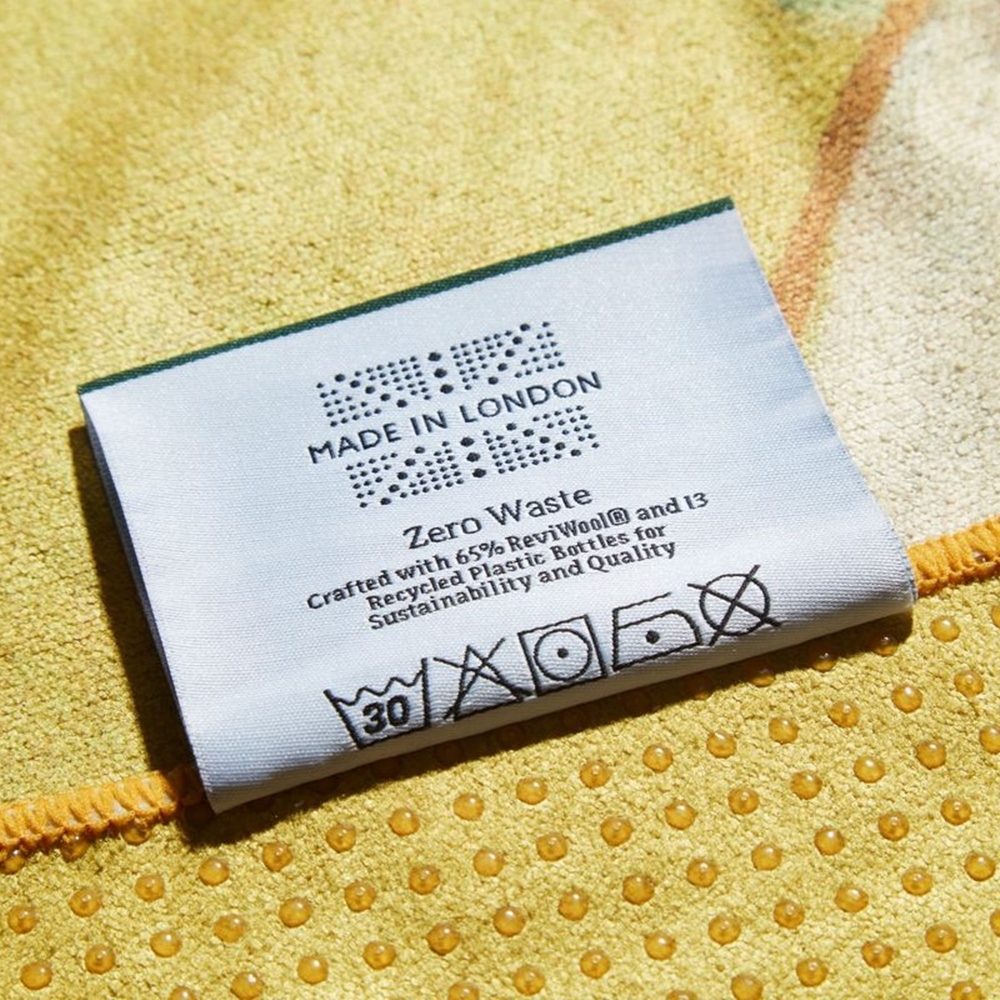 MADE IN LONDON
Zero Waste
Crafted with 65% ReviWool® and 13
Recycled Plastic Bottles for
Sustainability and Quality
30